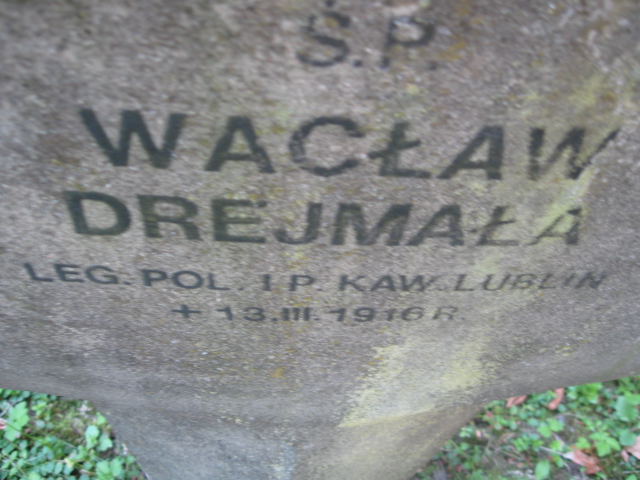 Ś.P.
WACŁAW
DREJMAŁA
LEG. POL. 1 P. KAW. LUBLIN
+ 13.III.1916 R.